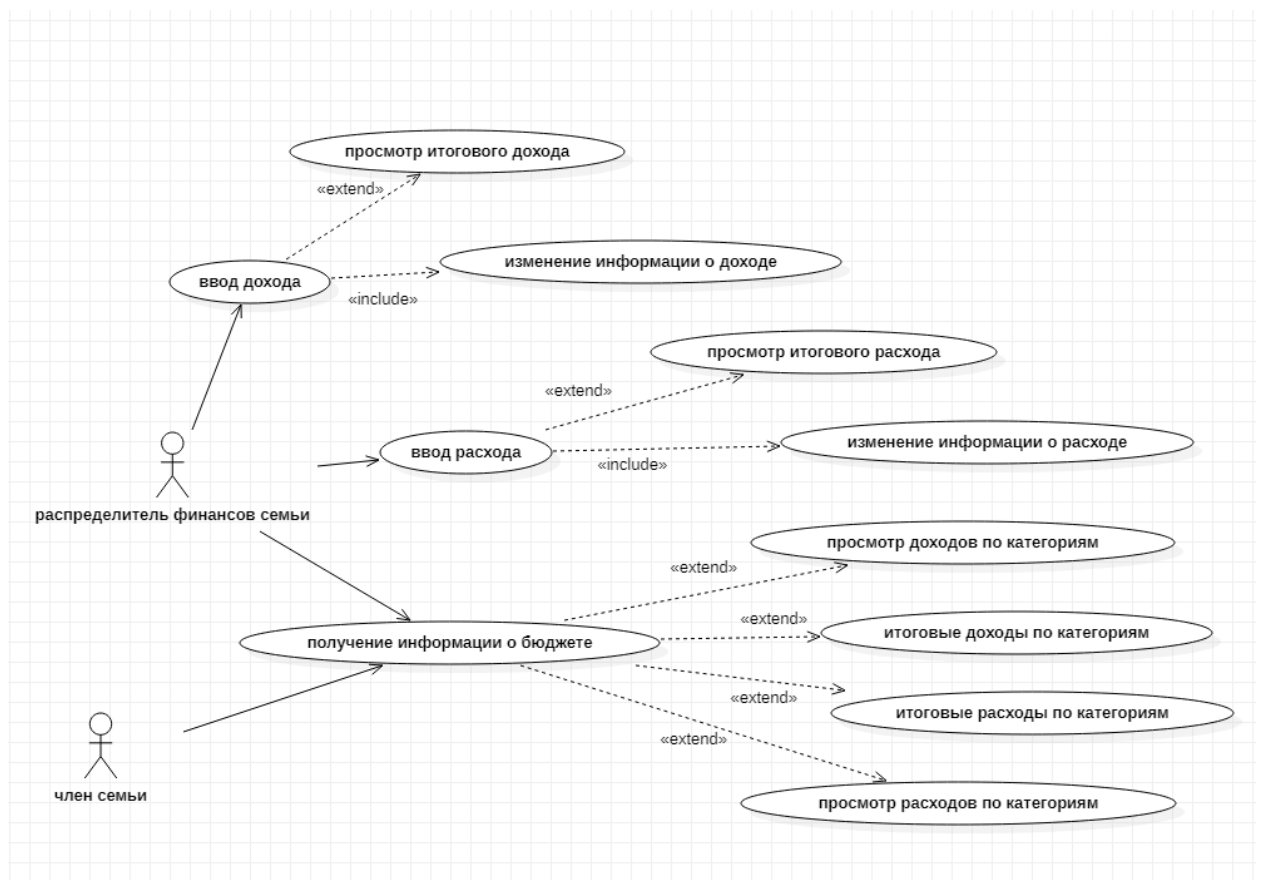 просмотр итогового дохода
«extend»
изменение информации о доходе
ввод дохода
«include»
просмотр итогового расхода
«extend»
изменение информации о расходе
ввод расхода
«include»
распределитель финансов семьи
просмотр доходов по категориям
«extend»
«extend»
итоговые доходы по категориям
получение информации о бюджете
«extend»
итоговые расходы по категориям
«extend»
член семьи
просмотр расходов по категориям